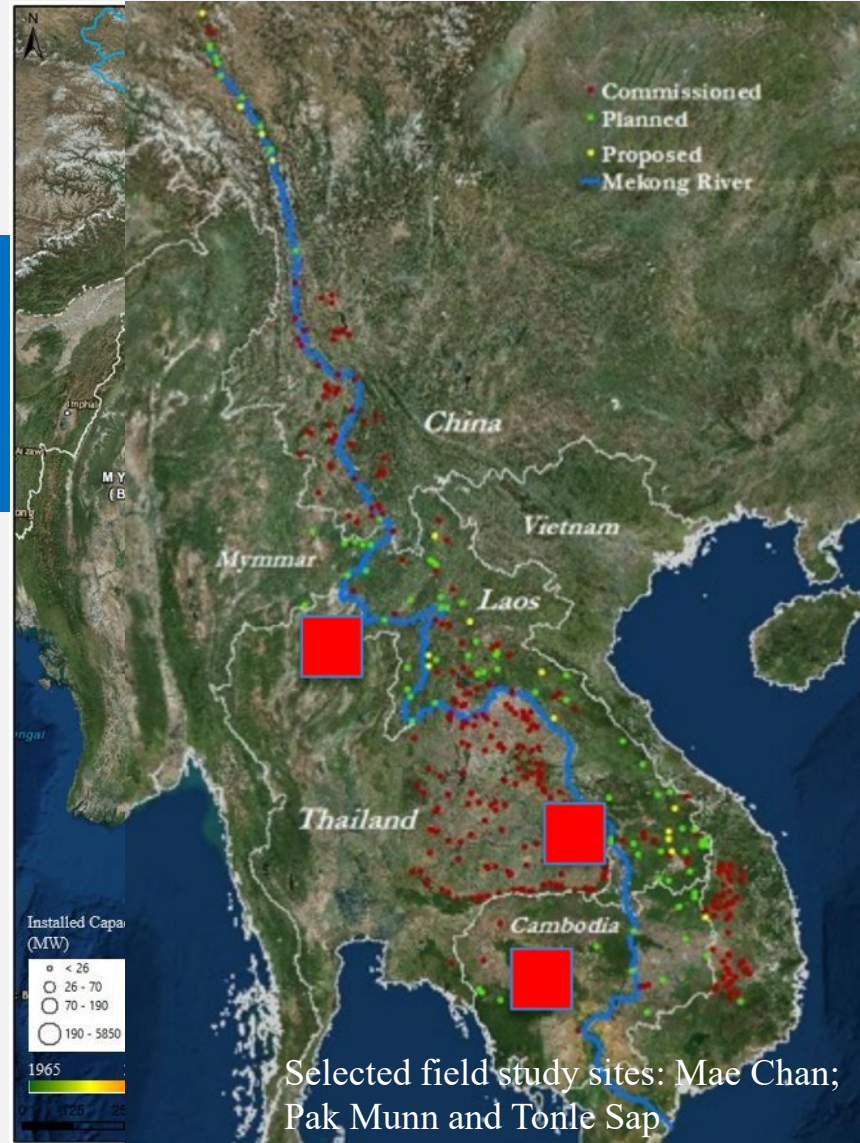 N
Commissioned
Planned
Proposed
Mekong River
Imphal
China
Vietnam
Mymmar
Laos
Thailand
Cambodia
Installed Capa
(MW)
< 26
26 - 70
70 - 190
190 - 5850
1965
Selected field study sites: Mae Chan;
Pak Munn and Tonle Sap